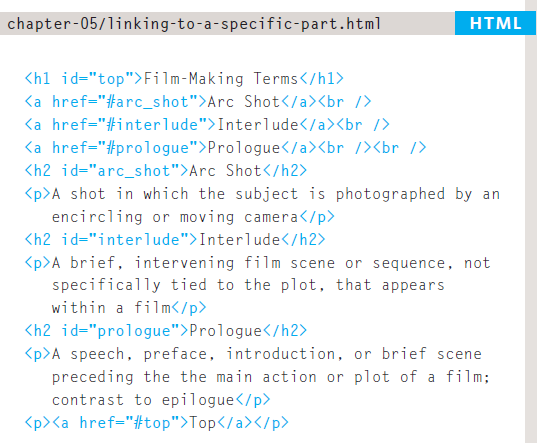 chapter-05/linking-to-a-specific-part.html HTML
<h1 id="top">Film-Making Terms</h1>
<a href="#arc_shot">Arc Shot</a><br />
<a href="#interlude">Interlude</a><br />
<a href="#prologue">Prologue</a><br /><br />
<h2 id="arc_shot">Arc Shot</h2>
<p>A shot in which the subject is photographed by an
encircling or moving camera</p>
<h2 id="interlude">Interlude</h2>
<p>A brief, intervening film scene or sequence, not
specifically tied to the plot, that appears
within a film</p>
<h2 id="prologue">Prologue</h2>
<p>A speech, preface, introduction, or brief scene
preceding the the main action or plot of a film;
contrast to epilogue</p>
<p><a href="#top">Top</a></p>